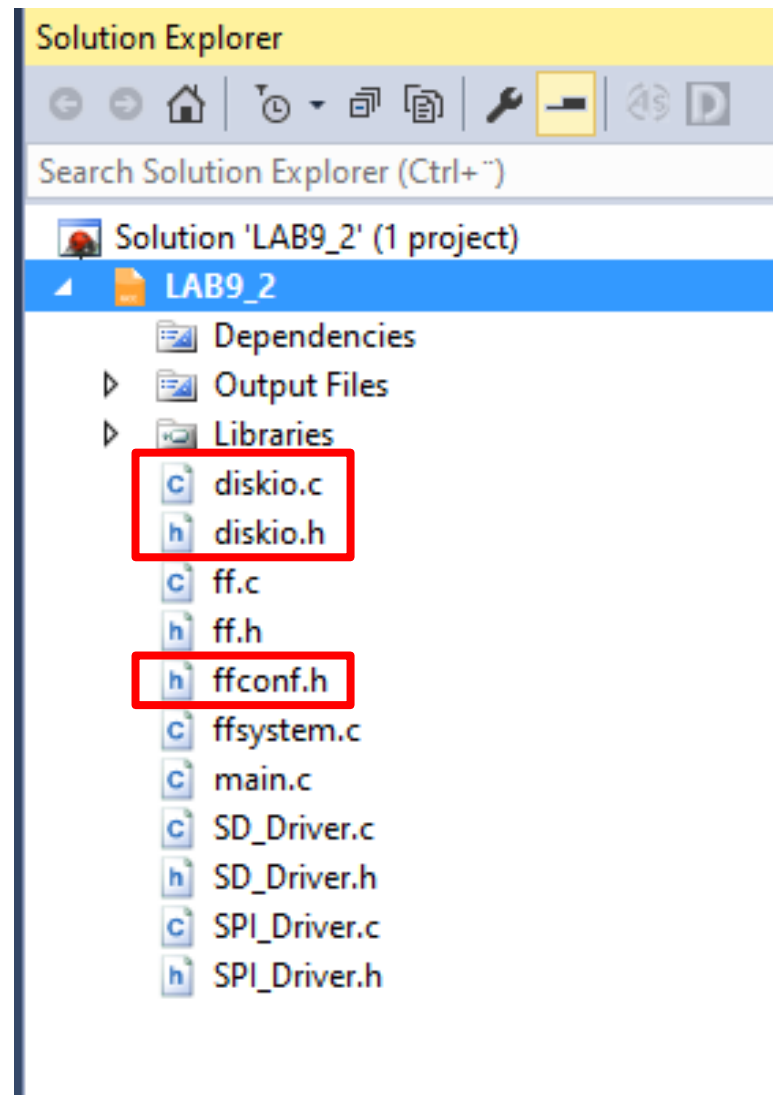 Solution Explorer
Search Solution Explorer (Ctrl+¨)
Solution 'LAB9_2' (1 project)
LAB9_2
Dependencies
Output Files
Libraries
diskio.c
diskio.h
ff.c
ff.h
ffconf.h
ffsystem.c
main.c
SD_Driver.c
SD_Driver.h
SPI_Driver.c
SPI_Driver.h